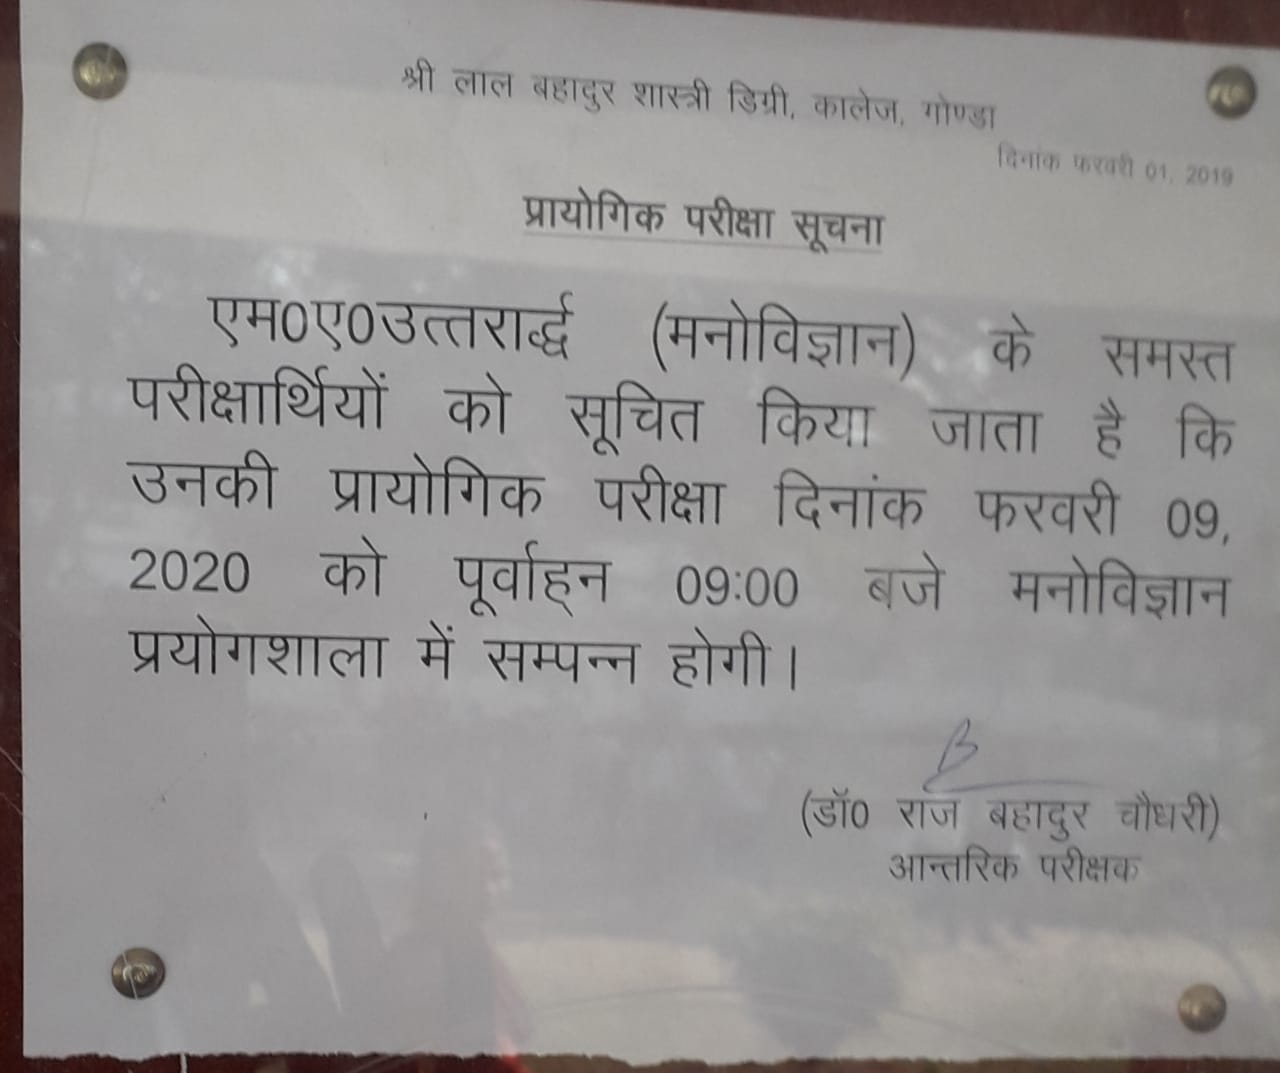 श्री लाल बहादुर शास्त्री डिग्री, कालेज, गोण्डा
दिनांक फरवरी 01, 2019
प्रायोगिक परीक्षा सूचना
एम0ए0उत्तरार्द्ध (मनोविज्ञान) के समस्त
परीक्षार्थियों को सूचित किया जाता है कि
उनकी प्रायोगिक परीक्षा दिनांक फरवरी 09,
2020 को पूर्वाह्न 09:00 बजे मनोविज्ञान
प्रयोगशाला में सम्पन्न होगी।
(डॉ0 राज बहादुर चौधरी)
आन्तरिक परीक्षक